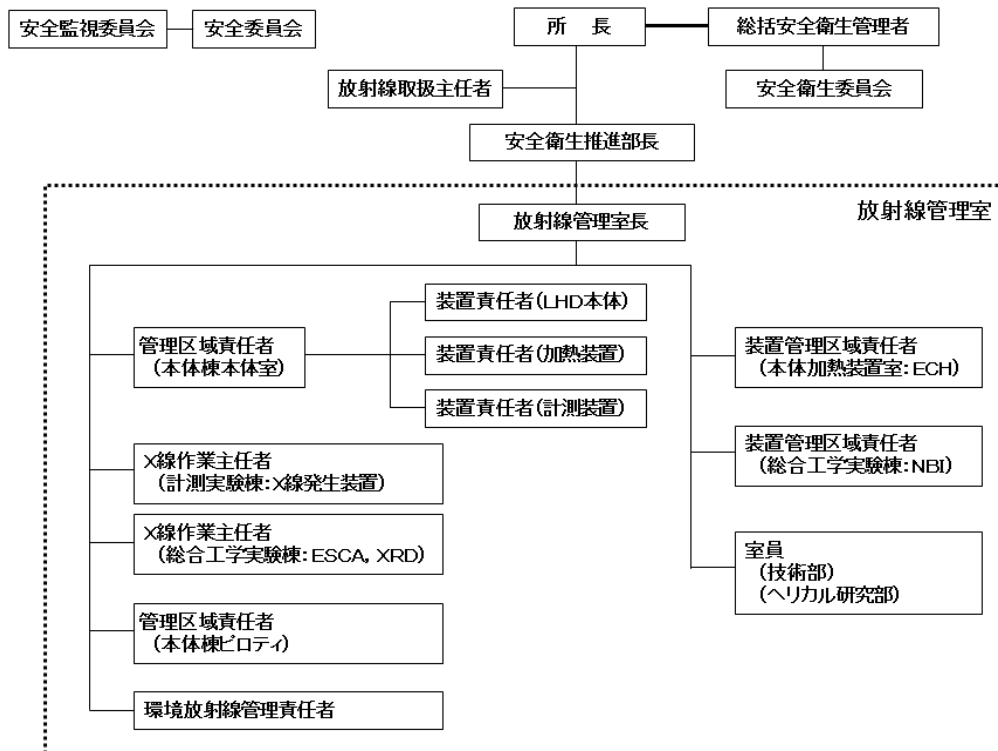 安全監視委員会
安全委員会
所　長
総括安全衛生管理者
放射線取扱主任者
安全衛生委員会
安全衛生推進部長
放射線管理室
放射線管理室長
装置責任者(LHD本体)
管理区域責任者
(本体棟本体室)
装置責任者(加熱装置)
装置責任者(計測装置)
X線作業主任者
(計測実験棟:X線発生装置)
X線作業主任者
(総合工学実験棟:ESCA, XRD)
管理区域責任者
(本体棟ピロティ)
環境放射線管理責任者
装置管理区域責任者
(本体加熱装置室:ECH)
装置管理区域責任者
(総合工学実験棟:NBI)
室員
(技術部)
(ヘリカル研究部)